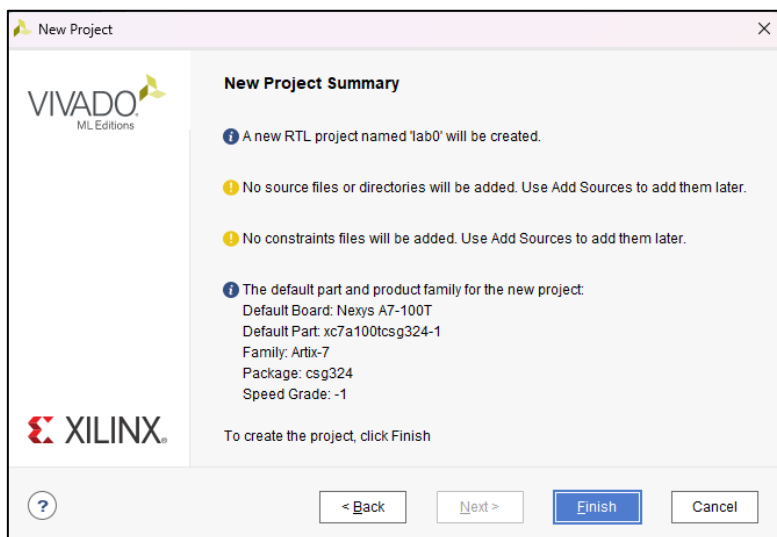 New Project
VIVADO.
ML Editions
New Project Summary
A new RTL project named 'lab0' will be created.
No source files or directories will be added. Use Add Sources to add them later.
No constraints files will be added. Use Add Sources to add them later.
The default part and product family for the new project:
Default Board: Nexys A7-100T
Default Part: xc7a100tcsg324-1
Family: Artix-7
Package: csg324
Speed Grade: -1
XILINX®
To create the project, click Finish
?
< Back
Next >
Finish
Cancel